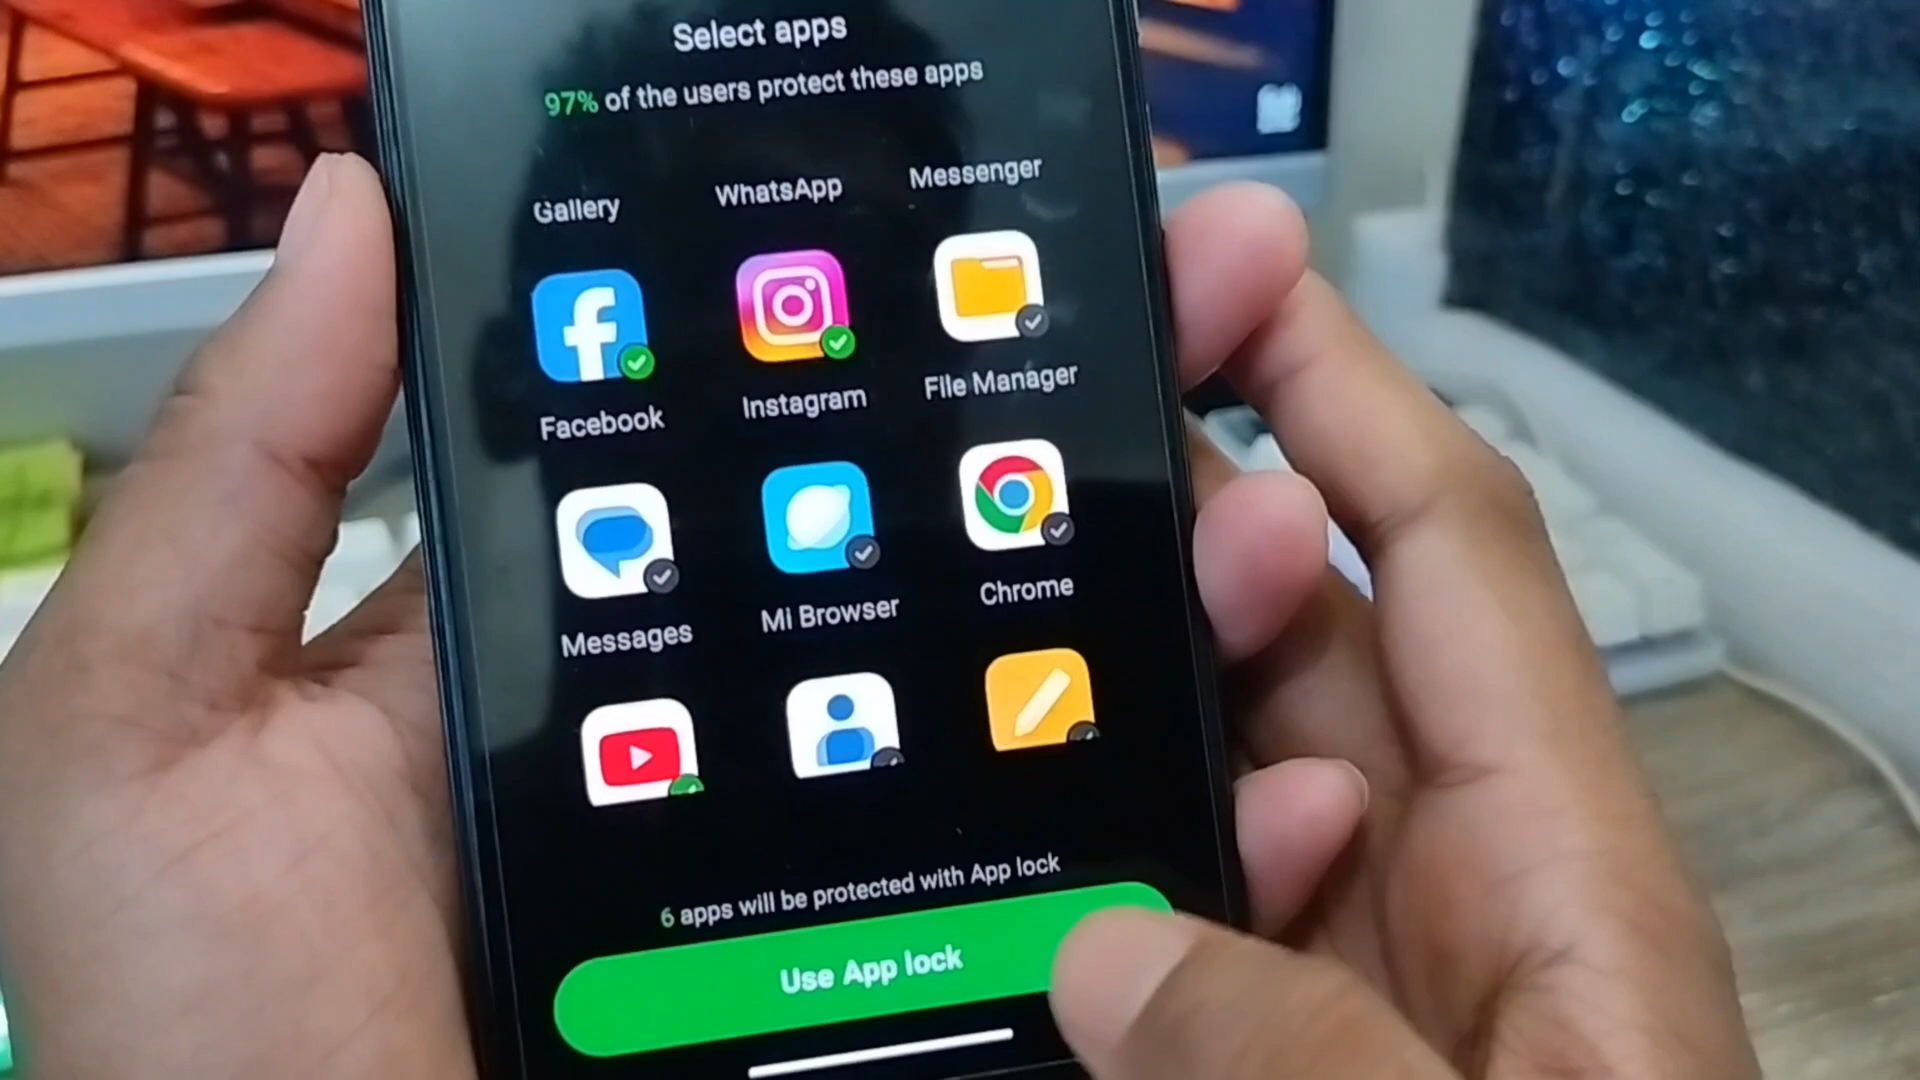 Select apps
97% of the users protect these apps
Gallery WhatsApp Messenger
Facebook Instagram File Manager
Messages Mi Browser Chrome
6 apps will be protected with App lock
Use App lock